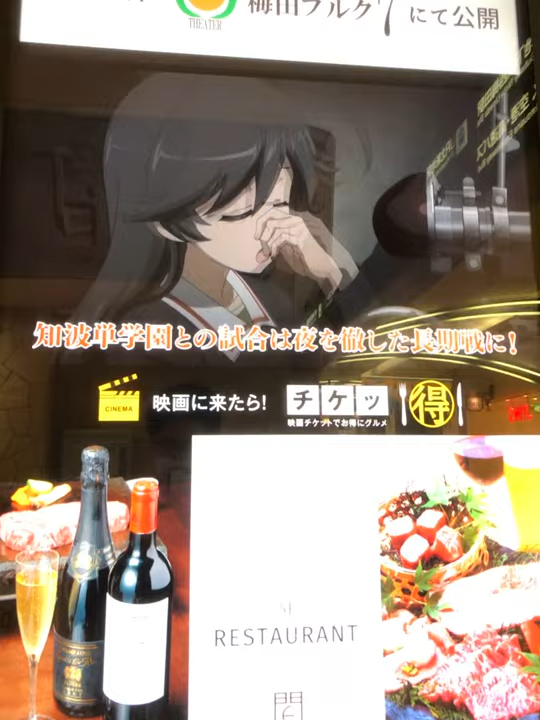 THEATER
梅田ブルク7にて公開
知波単学園との試合は夜を徹した長期戦に!
CINEMA
映画に来たら!
チケッ
得
映画チケットでお得にグルメ
RESTAURANT